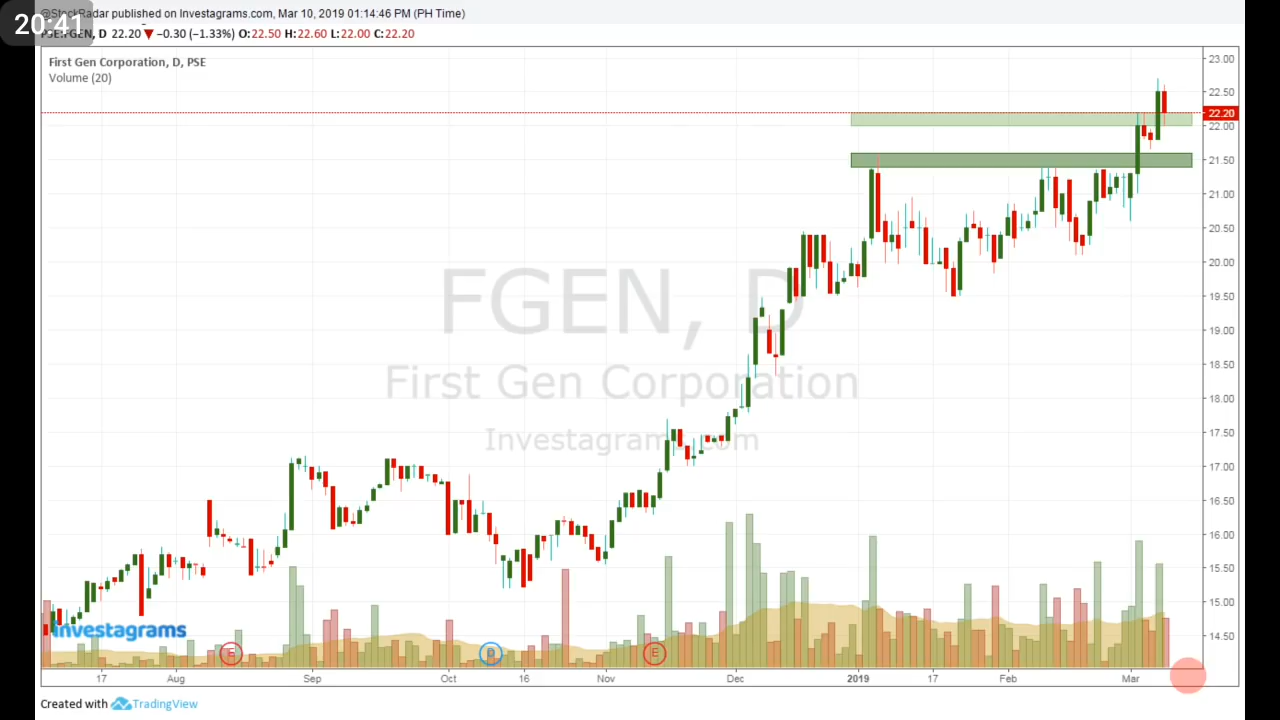 20:41
@StockRadar published on Investagrams.com, Mar 10, 2019 01:14:46 PM (PH Time)
PSE:FGEN, D 22.20 ▼ −0.30 (−1.33%) O:22.50 H:22.60 L:22.00 C:22.20
First Gen Corporation, D, PSE
Volume (20)
23.00
22.50
22.20
22.00
21.50
21.00
20.50
20.00
19.50
19.00
18.50
18.00
17.50
17.00
16.50
16.00
15.50
15.00
14.50
FGEN, D
First Gen Corporation
Investagrams.com
Investagrams
E D E
17 Aug Sep Oct 16 Nov Dec 2019 17 Feb Mar
Created with TradingView